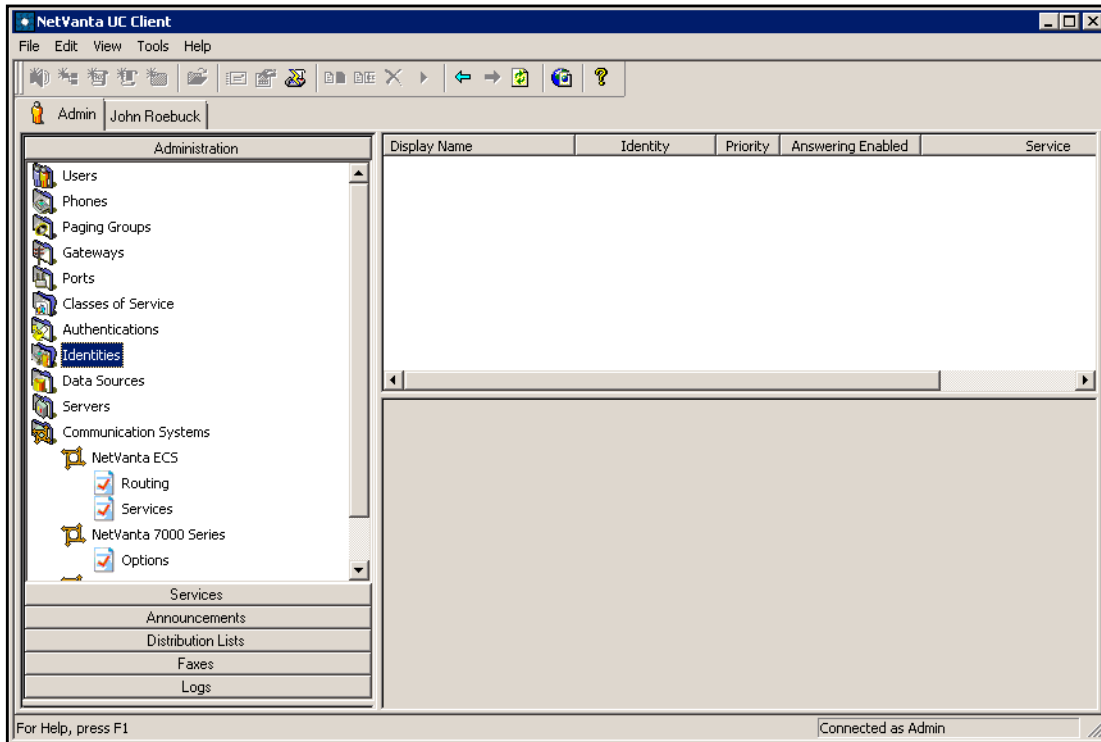 NetVanta UC Client
File Edit View Tools Help
Admin John Roebuck
Administration
Users
Phones
Paging Groups
Gateways
Ports
Classes of Service
Authentications
Identities
Data Sources
Servers
Communication Systems
NetVanta ECS
Routing
Services
NetVanta 7000 Series
Options
Services
Announcements
Distribution Lists
Faxes
Logs
Display Name Identity Priority Answering Enabled Service
For Help, press F1 Connected as Admin